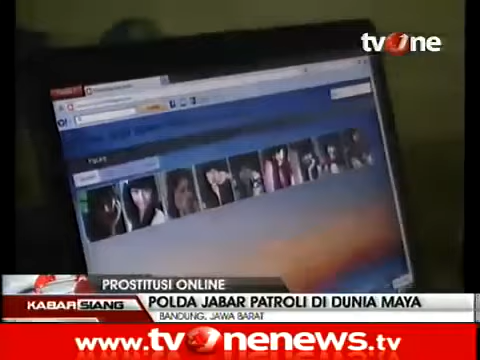 tvOne
PROSTITUSI ONLINE
KABAR SIANG
POLDA JABAR PATROLI DI DUNIA MAYA
BANDUNG, JAWA BARAT
www.tvonenews.tv